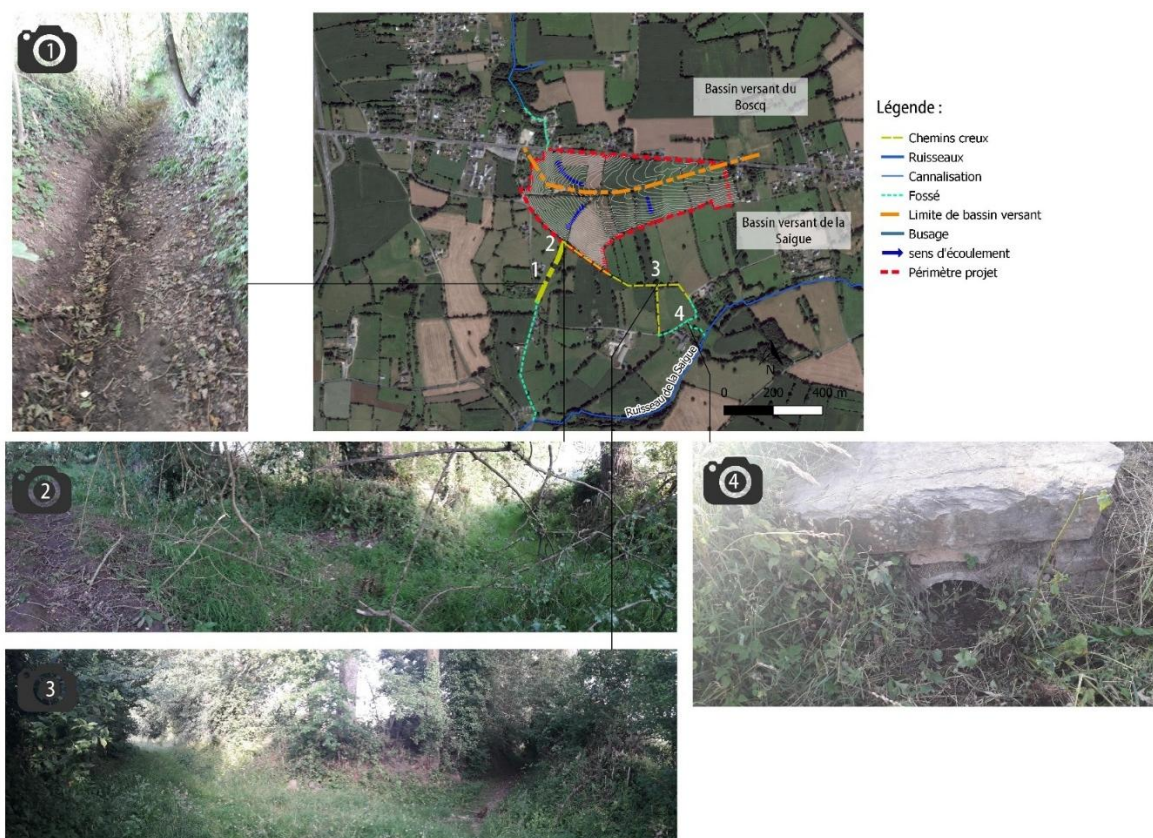 1
Bassin versant du
Boscq
Bassin versant de la
Saigue
2
1
3
4
Ruisseau de la Saigue
N
0 200 400 m
Légende :
Chemins creux
Ruisseaux
Cannalisation
Fossé
Limite de bassin versant
Busage
sens d'écoulement
Périmètre projet
2
4
3